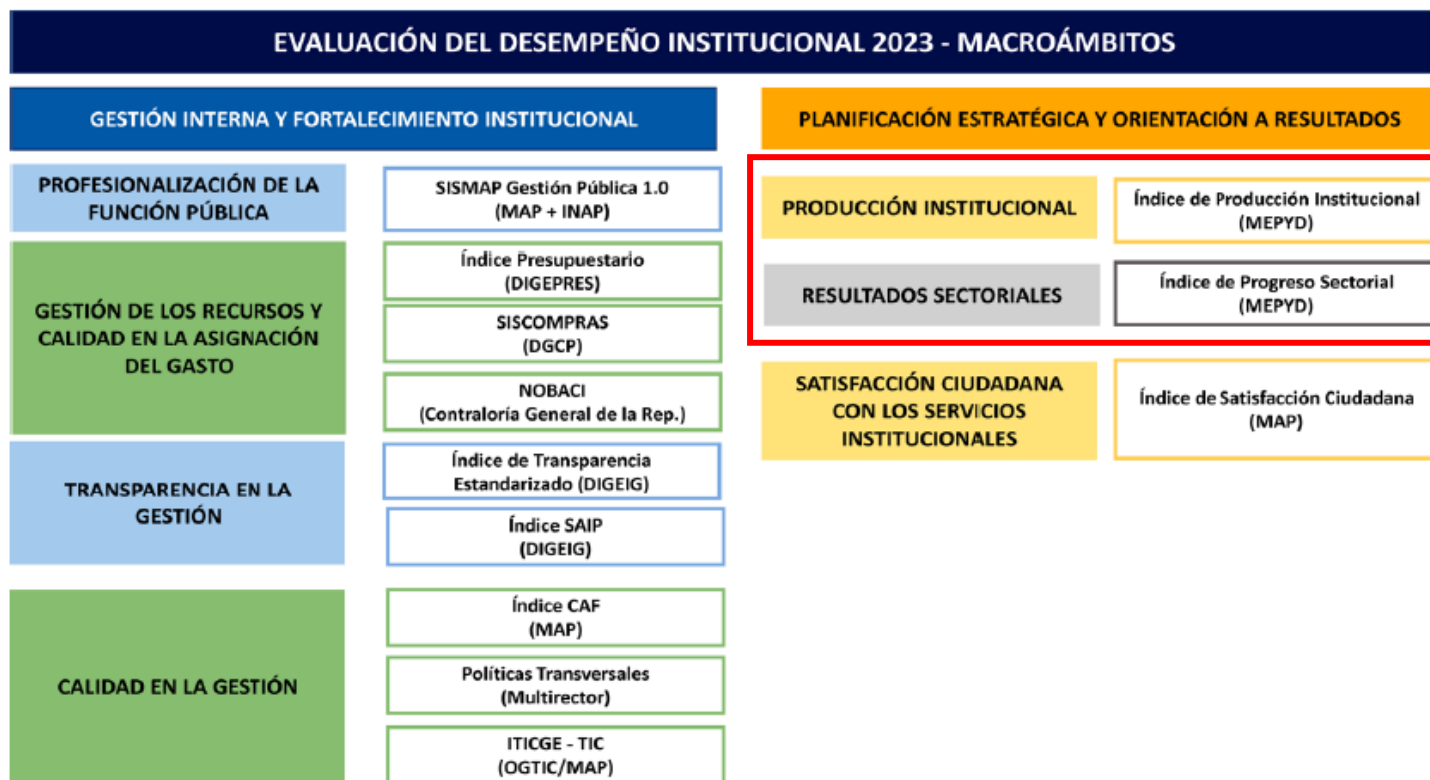 EVALUACIÓN DEL DESEMPEÑO INSTITUCIONAL 2023 - MACROÁMBITOS
GESTIÓN INTERNA Y FORTALECIMIENTO INSTITUCIONAL
PROFESIONALIZACIÓN DE LA
FUNCIÓN PÚBLICA
SISMAP Gestión Pública 1.0
(MAP + INAP)
GESTIÓN DE LOS RECURSOS Y
CALIDAD EN LA ASIGNACIÓN
DEL GASTO
Índice Presupuestario
(DIGEPRES)
SISCOMPRAS
(DGCP)
NOBACI
(Contraloría General de la Rep.)
TRANSPARENCIA EN LA
GESTIÓN
Índice de Transparencia
Estandarizado (DIGEIG)
Índice SAIP
(DIGEIG)
CALIDAD EN LA GESTIÓN
Índice CAF
(MAP)
Políticas Transversales
(Multirector)
ITICGE - TIC
(OGTIC/MAP)
PLANIFICACIÓN ESTRATÉGICA Y ORIENTACIÓN A RESULTADOS
PRODUCCIÓN INSTITUCIONAL
Índice de Producción Institucional
(MEPYD)
RESULTADOS SECTORIALES
Índice de Progreso Sectorial
(MEPYD)
SATISFACCIÓN CIUDADANA
CON LOS SERVICIOS
INSTITUCIONALES
Índice de Satisfacción Ciudadana
(MAP)